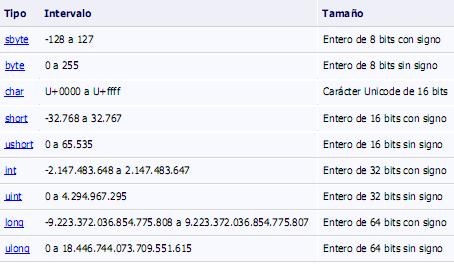 Tipo Intervalo Tamaño
sbyte -128 a 127 Entero de 8 bits con signo
byte 0 a 255 Entero de 8 bits sin signo
char U+0000 a U+ffff Carácter Unicode de 16 bits
short -32.768 a 32.767 Entero de 16 bits con signo
ushort 0 a 65.535 Entero de 16 bits sin signo
int -2.147.483.648 a 2.147.483.647 Entero de 32 bits con signo
uint 0 a 4.294.967.295 Entero de 32 bits sin signo
long -9.223.372.036.854.775.808 a 9.223.372.036.854.775.807 Entero de 64 bits con signo
ulong 0 a 18.446.744.073.709.551.615 Entero de 64 bits sin signo